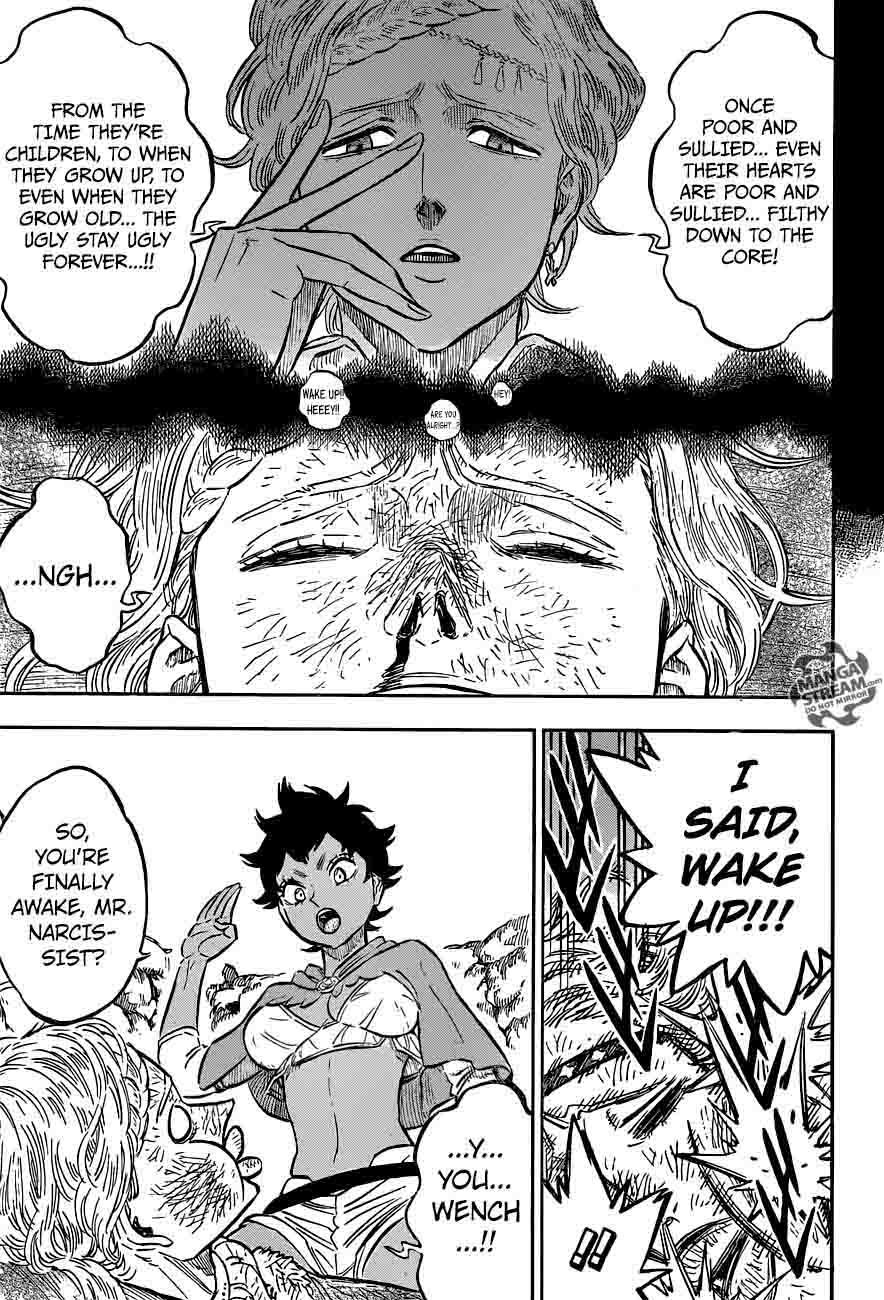 ONCE
POOR AND
SULLIED... EVEN
THEIR HEARTS
ARE POOR AND
SULLIED... FILTHY
DOWN TO THE
CORE!
FROM THE
TIME THEY'RE
CHILDREN, TO WHEN
THEY GROW UP, TO
EVEN WHEN THEY
GROW OLD... THE
UGLY STAY UGLY
FOREVER...!!
HEY!
ARE YOU
ALRIGHT...?
WAKE UP!!
HEEEY!!
...NGH...
MANGA
STREAM.com
DO NOT MIRROR
I
SAID,
WAKE
UP!!!
!!
SO,
YOU'RE
FINALLY
AWAKE, MR.
NARCIS-
SIST?
...Y...
YOU...
WENCH
...!!